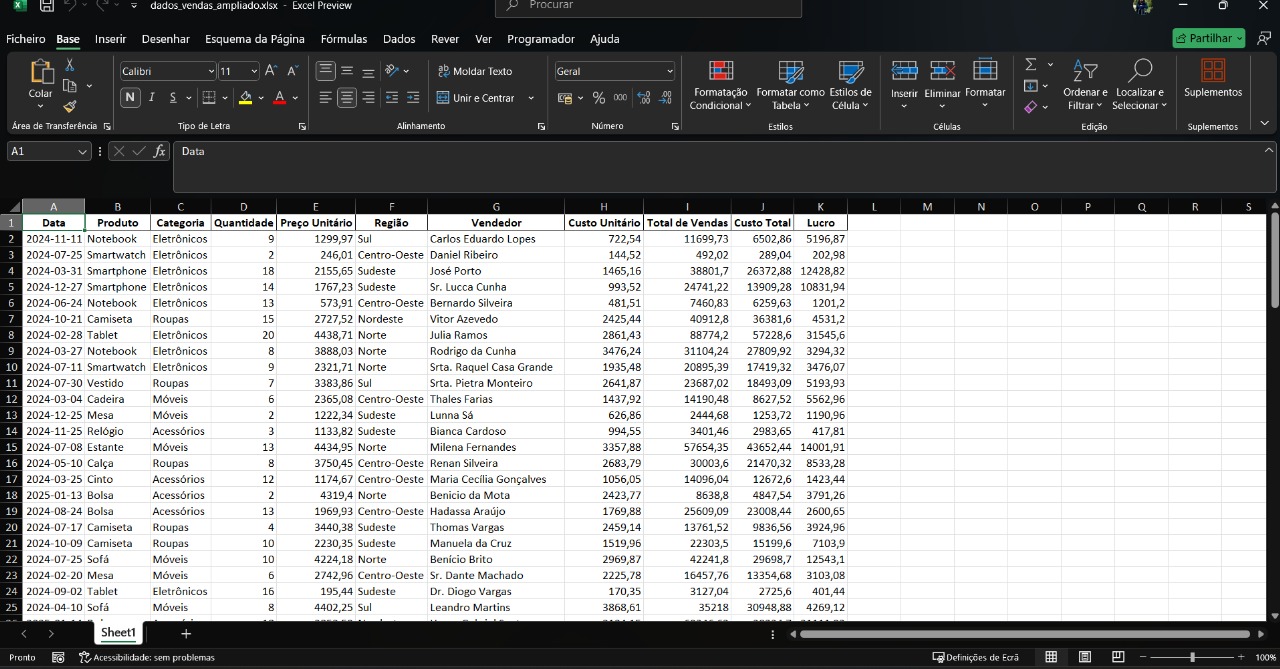 dados_vendas_ampliado.xlsx - Excel Preview
Procurar
Ficheiro Base Inserir Desenhar Esquema da Página Fórmulas Dados Rever Ver Programador Ajuda Partilhar
Calibri 11 Moldar Texto Geral
Colar N I S Unir e Centrar % 000 Formatação Condicional Formatar como Tabela Estilos de Célula Inserir Eliminar Formatar Ordenar e Filtrar Localizar e Selecionar Suplementos
Área de Transferência Tipo de Letra Alinhamento Número Estilos Células Edição Suplementos
A1 fx Data
A B C D E F G H I J K L M N O P Q R S
1 Data Produto Categoria Quantidade Preço Unitário Região Vendedor Custo Unitário Total de Vendas Custo Total Lucro
2 2024-11-11 Notebook Eletrônicos 9 1299,97 Sul Carlos Eduardo Lopes 722,54 11699,73 6502,86 5196,87
3 2024-07-25 Smartwatch Eletrônicos 2 246,01 Centro-Oeste Daniel Ribeiro 144,52 492,02 289,04 202,98
4 2024-03-31 Smartphone Eletrônicos 18 2155,65 Sudeste José Porto 1465,16 38801,7 26372,88 12428,82
5 2024-12-27 Smartphone Eletrônicos 14 1767,23 Sudeste Sr. Lucca Cunha 993,52 24741,22 13909,28 10831,94
6 2024-06-24 Notebook Eletrônicos 13 573,91 Centro-Oeste Bernardo Silveira 481,51 7460,83 6259,63 1201,2
7 2024-10-21 Camiseta Roupas 15 2727,52 Nordeste Vitor Azevedo 2425,44 40912,8 36381,6 4531,2
8 2024-02-28 Tablet Eletrônicos 20 4438,71 Norte Julia Ramos 2861,43 88774,2 57228,6 31545,6
9 2024-03-27 Notebook Eletrônicos 8 3888,03 Norte Rodrigo da Cunha 3476,24 31104,24 27809,92 3294,32
10 2024-07-11 Smartwatch Eletrônicos 9 2321,71 Norte Srta. Raquel Casa Grande 1935,48 20895,39 17419,32 3476,07
11 2024-07-30 Vestido Roupas 7 3383,86 Sul Srta. Pietra Monteiro 2641,87 23687,02 18493,09 5193,93
12 2024-03-04 Cadeira Móveis 6 2365,08 Centro-Oeste Thales Farias 1437,92 14190,48 8627,52 5562,96
13 2024-12-25 Mesa Móveis 2 1222,34 Sudeste Lunna Sá 626,86 2444,68 1253,72 1190,96
14 2024-11-25 Relógio Acessórios 3 1133,82 Sudeste Bianca Cardoso 994,55 3401,46 2983,65 417,81
15 2024-07-08 Estante Móveis 13 4434,95 Norte Milena Fernandes 3357,88 57654,35 43652,44 14001,91
16 2024-05-10 Calça Roupas 8 3750,45 Centro-Oeste Renan Silveira 2683,79 30003,6 21470,32 8533,28
17 2024-03-25 Cinto Acessórios 12 1174,67 Centro-Oeste Maria Cecília Gonçalves 1056,05 14096,04 12672,6 1423,44
18 2025-01-13 Bolsa Acessórios 2 4319,4 Norte Benicio da Mota 2423,77 8638,8 4847,54 3791,26
19 2024-08-24 Bolsa Acessórios 13 1969,93 Centro-Oeste Hadassa Araújo 1769,88 25609,09 23008,44 2600,65
20 2024-07-17 Camiseta Roupas 4 3440,38 Sudeste Thomas Vargas 2459,14 13761,52 9836,56 3924,96
21 2024-10-09 Camiseta Roupas 10 2230,35 Sudeste Manuela da Cruz 1519,96 22303,5 15199,6 7103,9
22 2024-07-25 Sofá Móveis 10 4224,18 Norte Benício Brito 2969,87 42241,8 29698,7 12543,1
23 2024-02-20 Mesa Móveis 6 2742,96 Centro-Oeste Sr. Dante Machado 2225,78 16457,76 13354,68 3103,08
24 2024-09-02 Tablet Eletrônicos 16 195,44 Sudeste Dr. Diogo Vargas 170,35 3127,04 2725,6 401,44
25 2024-04-10 Sofá Móveis 8 4402,25 Sul Leandro Martins 3868,61 35218 30948,88 4269,12
Sheet1
Pronto Acessibilidade: sem problemas Definições de Ecrã 100%